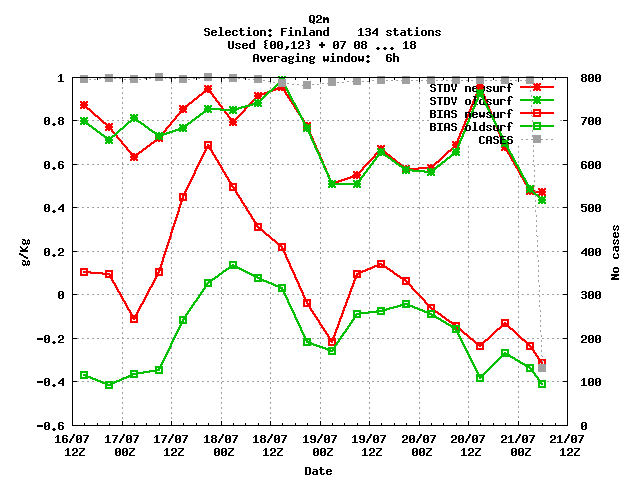 Q2m
Selection: Finland    134 stations
Used {00,12} + 07 08 ... 18
Averaging window:  6h
STDV newsurf
STDV oldsurf
BIAS newsurf
BIAS oldsurf
CASES
1
0.8
0.6
0.4
0.2
0
-0.2
-0.4
-0.6
g/Kg
800
700
600
500
400
300
200
100
0
No cases
16/07 17/07 17/07 18/07 18/07 19/07 19/07 20/07 20/07 21/07 21/07
12Z 00Z 12Z 00Z 12Z 00Z 12Z 00Z 12Z 00Z 12Z
Date